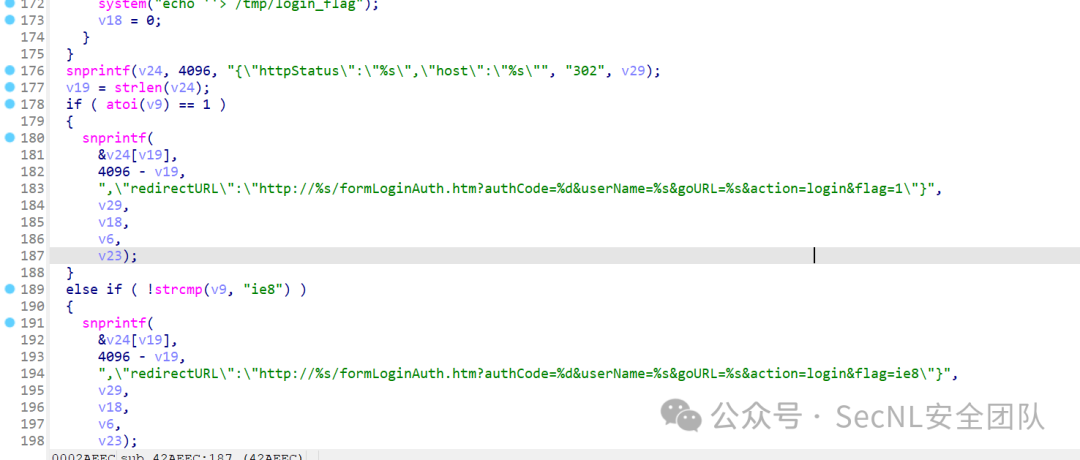 172 system("echo ''> /tmp/login_flag");
173 v18 = 0;
174 }
175 }
176 snprintf(v24, 4096, "{\"httpStatus\":\"%s\",\"host\":\"%s\"", "302", v29);
177 v19 = strlen(v24);
178 if ( atoi(v9) == 1 )
179 {
180 snprintf(
181 &v24[v19],
182 4096 - v19,
183 ",\"redirectURL\":\"http://%s/formLoginAuth.htm?authCode=%d&userName=%s&goURL=%s&action=login&flag=1\"}",
184 v29,
185 v18,
186 v6,
187 v23);
188 }
189 else if ( !strcmp(v9, "ie8") )
190 {
191 snprintf(
192 &v24[v19],
193 4096 - v19,
194 ",\"redirectURL\":\"http://%s/formLoginAuth.htm?authCode=%d&userName=%s&goURL=%s&action=login&flag=ie8\"}",
195 v29,
196 v18,
197 v6,
198 v23);
公众号 · SecNL安全团队
0002AEEC sub_42AEEC:187 (42AEEC)